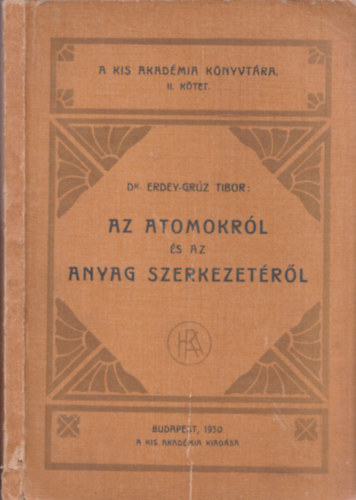 A KIS AKADÉMIA KÖNYVTÁRA.
II. KÖTET.
DR. ERDEY-GRÚZ TIBOR:
AZ ATOMOKRÓL
ÉS AZ
ANYAG SZERKEZETÉRŐL
KA
BUDAPEST, 1930
A KIS AKADÉMIA KIADÁSA